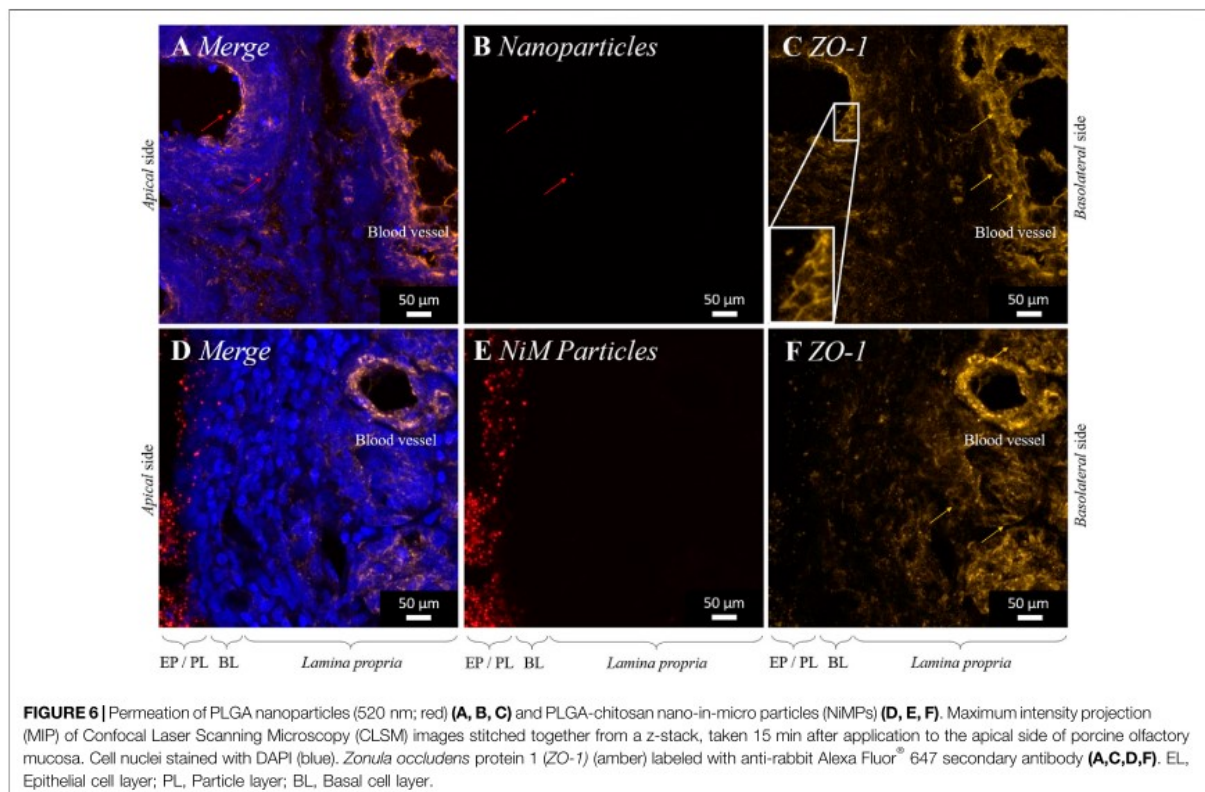 A Merge
B Nanoparticles
C ZO-1
Apical side
Blood vessel
Blood vessel
Basolateral side
50 µm
50 µm
50 µm
D Merge
E NiM Particles
F ZO-1
Apical side
Blood vessel
Blood vessel
Basolateral side
50 µm
50 µm
50 µm
EP / PL BL Lamina propria
EP / PL BL Lamina propria
EP / PL BL Lamina propria
FIGURE 6 | Permeation of PLGA nanoparticles (520 nm; red) (A, B, C) and PLGA-chitosan nano-in-micro particles (NiMPs) (D, E, F). Maximum intensity projection
(MIP) of Confocal Laser Scanning Microscopy (CLSM) images stitched together from a z-stack, taken 15 min after application to the apical side of porcine olfactory
mucosa. Cell nuclei stained with DAPI (blue). Zonula occludens protein 1 (ZO-1) (amber) labeled with anti-rabbit Alexa Fluor® 647 secondary antibody (A,C,D,F). EL,
Epithelial cell layer; PL, Particle layer; BL, Basal cell layer.